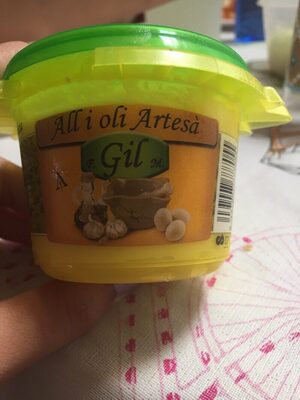 All i oli Artesà
F. Gil M.